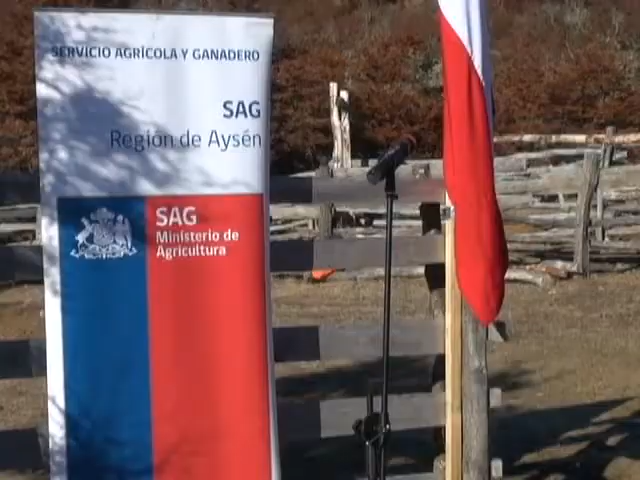 SERVICIO AGRÍCOLA Y GANADERO
SAG
Región de Aysén
SAG
Ministerio de
Agricultura